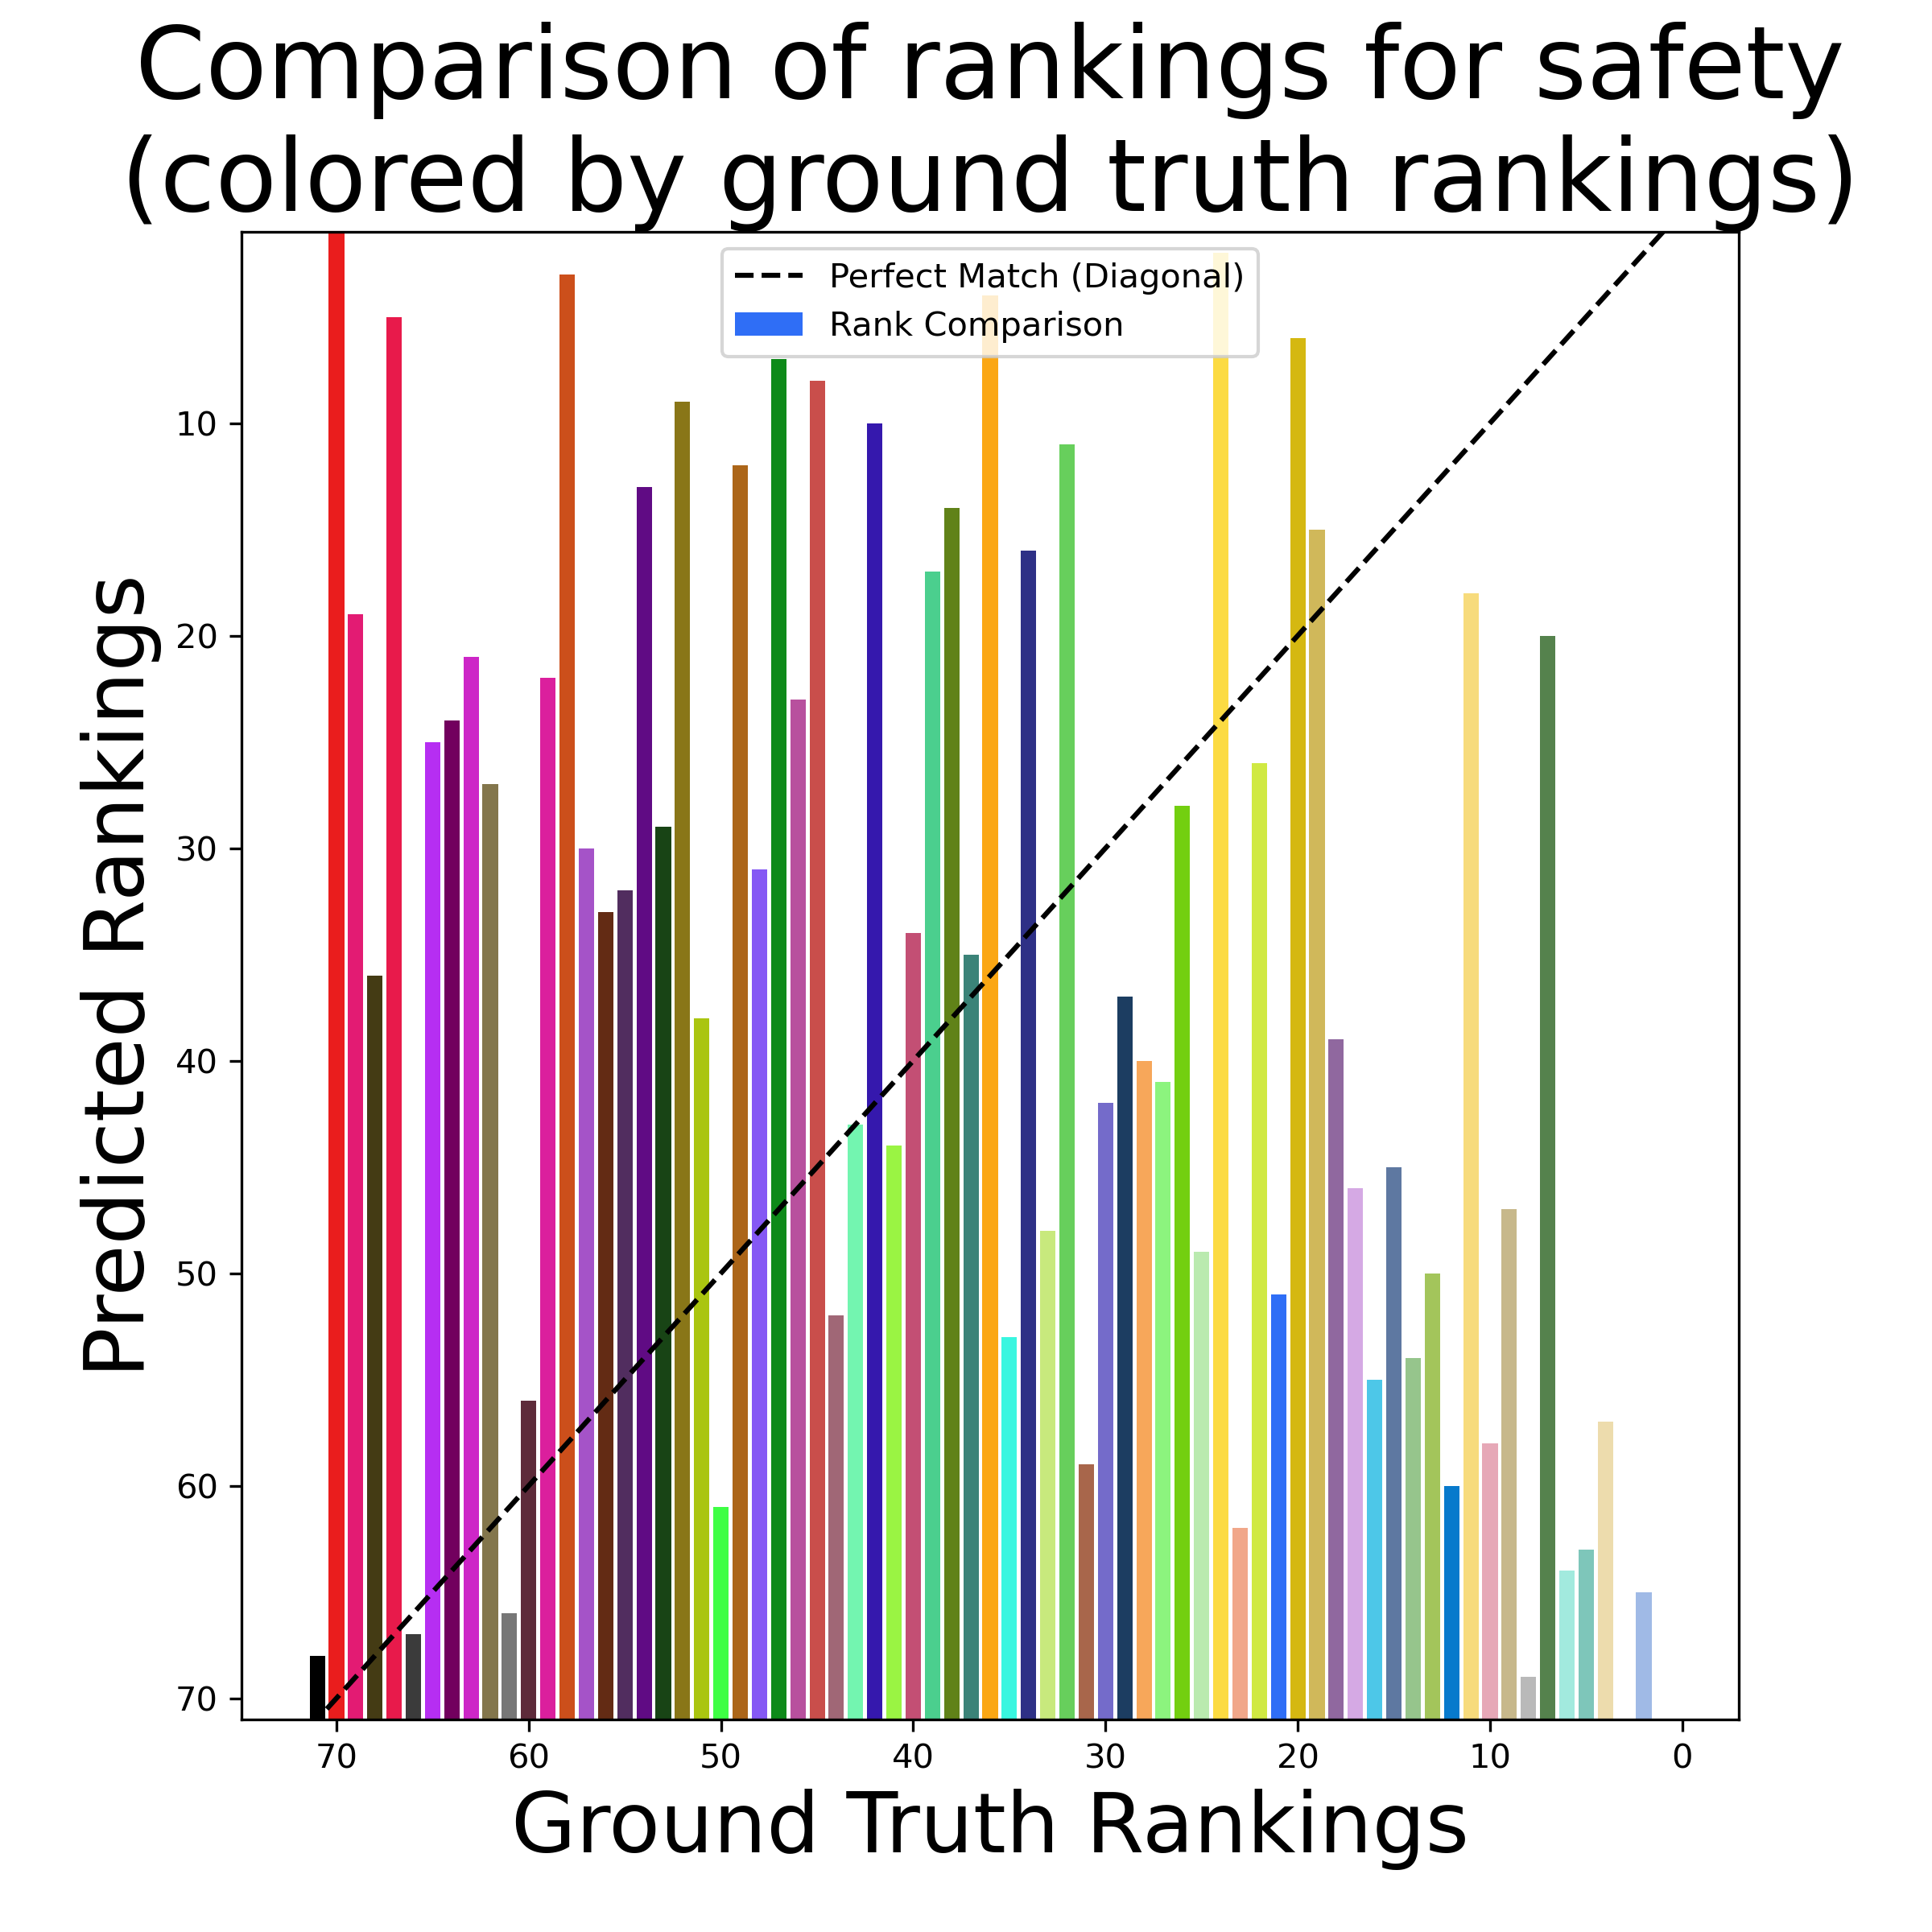 Comparison of rankings for safety
(colored by ground truth rankings)
Perfect Match (Diagonal)
Rank Comparison
Predicted Rankings
10
20
30
40
50
60
70
70 60 50 40 30 20 10 0
Ground Truth Rankings